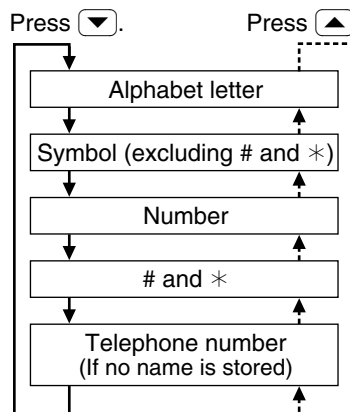 Press ▼. Press ▲
Alphabet letter
Symbol (excluding # and ✳)
Number
# and ✳
Telephone number
(If no name is stored)